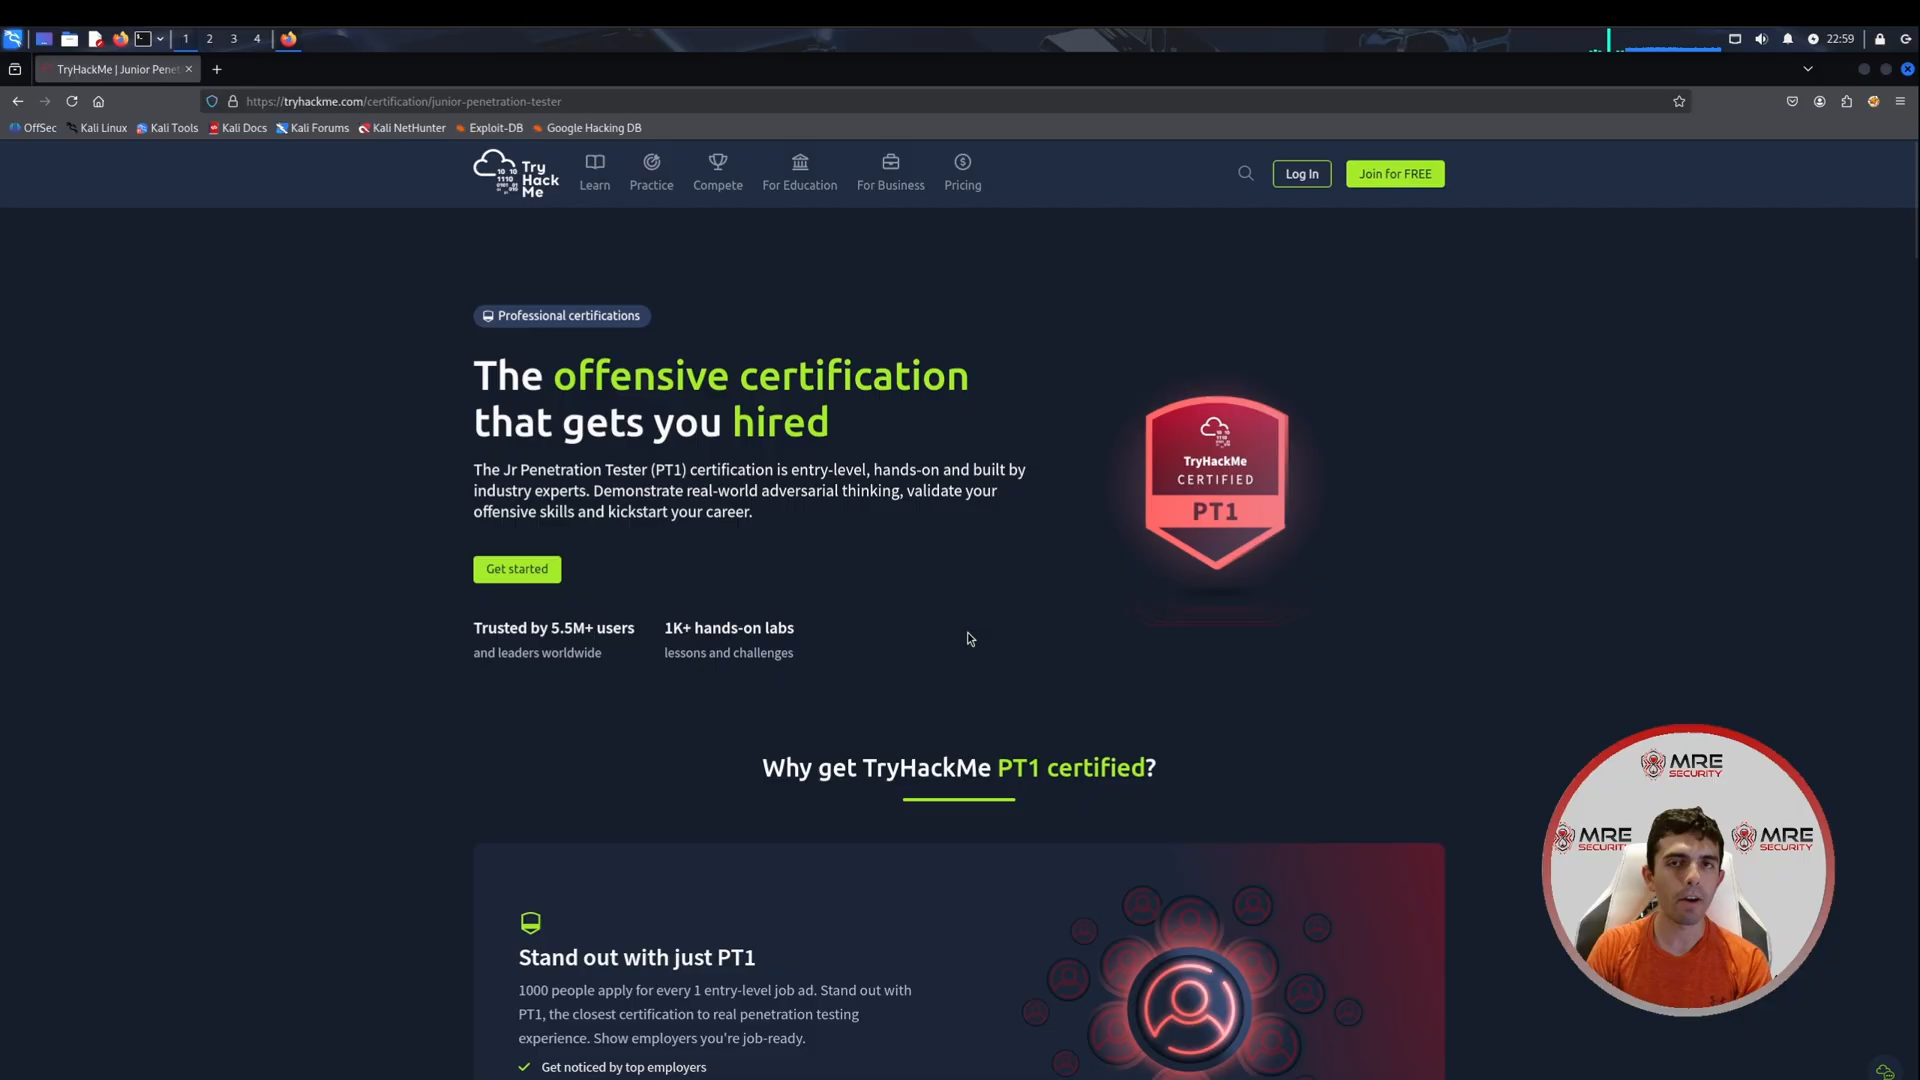 1
2
3
4
22:59
TryHackMe | Junior Penet
https://tryhackme.com/certification/junior-penetration-tester
OffSec
Kali Linux
Kali Tools
Kali Docs
Kali Forums
Kali NetHunter
Exploit-DB
Google Hacking DB
Try
Hack
Me
Learn
Practice
Compete
For Education
For Business
Pricing
Log In
Join for FREE
Professional certifications
The offensive certification
that gets you hired
The Jr Penetration Tester (PT1) certification is entry-level, hands-on and built by
industry experts. Demonstrate real-world adversarial thinking, validate your
offensive skills and kickstart your career.
Get started
Trusted by 5.5M+ users
and leaders worldwide
1K+ hands-on labs
lessons and challenges
TryHackMe
CERTIFIED
PT1
Why get TryHackMe PT1 certified?
Stand out with just PT1
1000 people apply for every 1 entry-level job ad. Stand out with
PT1, the closest certification to real penetration testing
experience. Show employers you're job-ready.
Get noticed by top employers
MRE
SECURITY
MRE
SECURITY
MRE
SECURITY